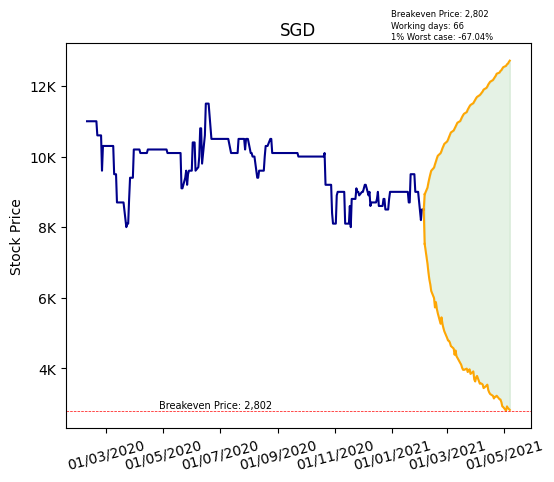 Breakeven Price: 2,802
Working days: 66
1% Worst case: -67.04%
SGD
Stock Price
12K
10K
8K
6K
4K
Breakeven Price: 2,802
01/03/2020
01/05/2020
01/07/2020
01/09/2020
01/11/2020
01/01/2021
01/03/2021
01/05/2021